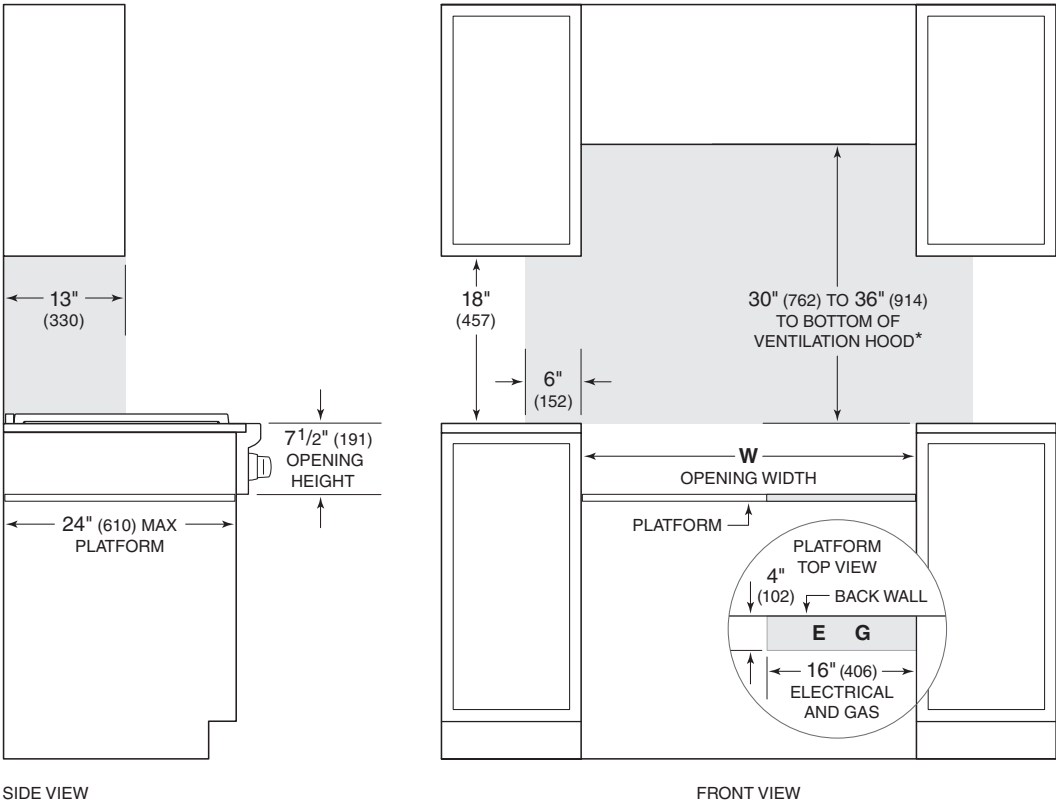 13"
(330)
7 1/2" (191)
OPENING
HEIGHT
24" (610) MAX
PLATFORM
SIDE VIEW
18"
(457)
6"
(152)
30" (762) TO 36" (914)
TO BOTTOM OF
VENTILATION HOOD*
W
OPENING WIDTH
PLATFORM
PLATFORM
TOP VIEW
4"
(102)
BACK WALL
E G
16" (406)
ELECTRICAL
AND GAS
FRONT VIEW